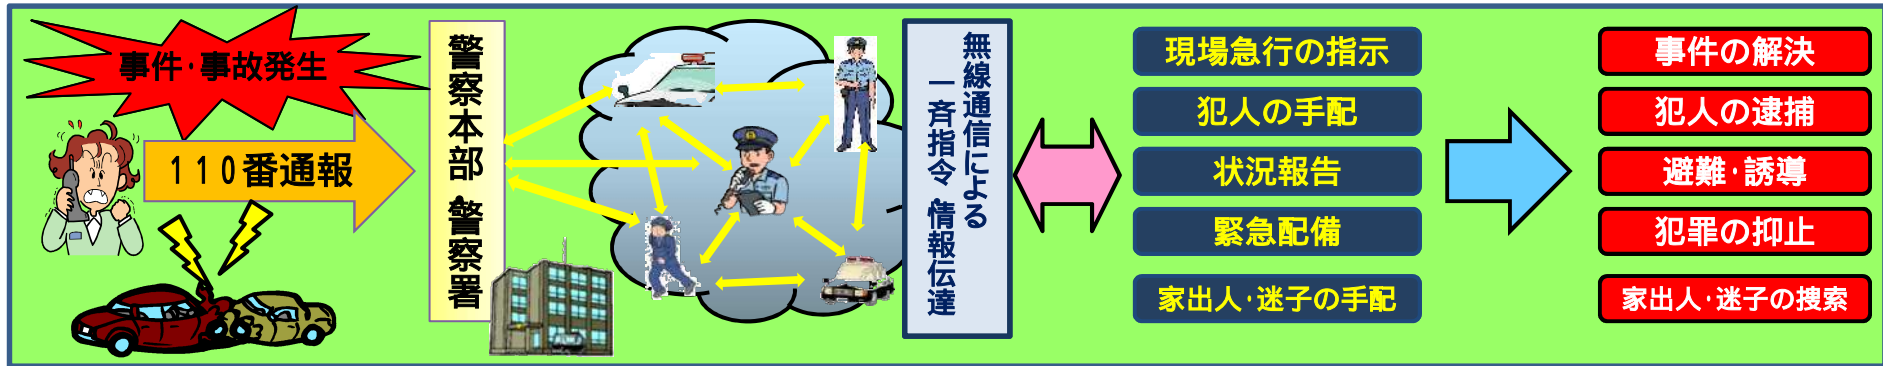 事件・事故発生
110番通報
警察本部・警察署
無線通信による
一斉指令・情報伝達
現場急行の指示
犯人の手配
状況報告
緊急配備
家出人・迷子の手配
事件の解決
犯人の逮捕
避難・誘導
犯罪の抑止
家出人・迷子の捜索